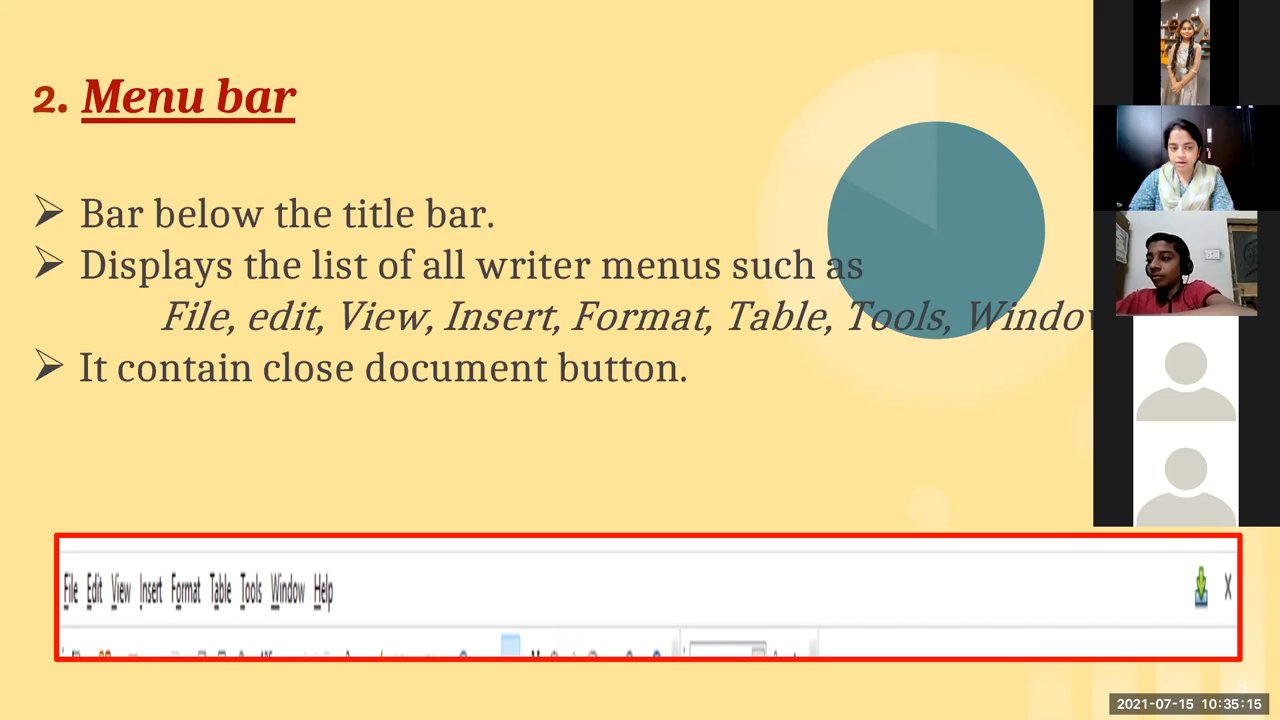 2. Menu bar
➢ Bar below the title bar.
➢ Displays the list of all writer menus such as
File, edit, View, Insert, Format, Table, Tools,
➢ It contain close document button.
File Edit View Insert Format Table Tools Window Help X
2021-07-15 10:35:15